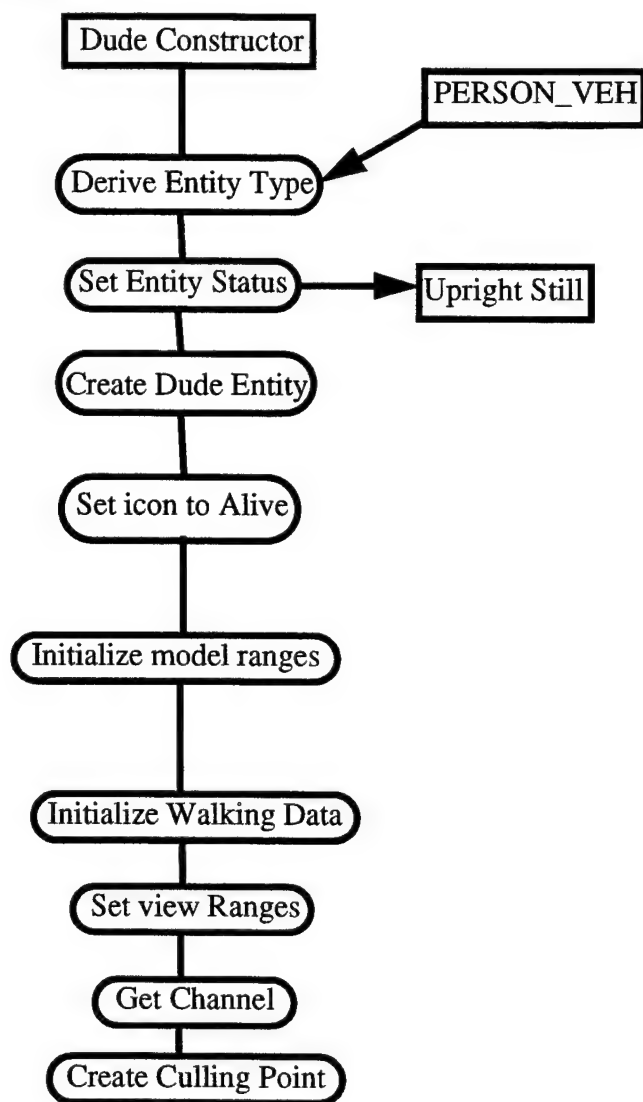 Dude Constructor
PERSON_VEH
Derive Entity Type
Set Entity Status
Upright Still
Create Dude Entity
Set icon to Alive
Initialize model ranges
Initialize Walking Data
Set view Ranges
Get Channel
Create Culling Point